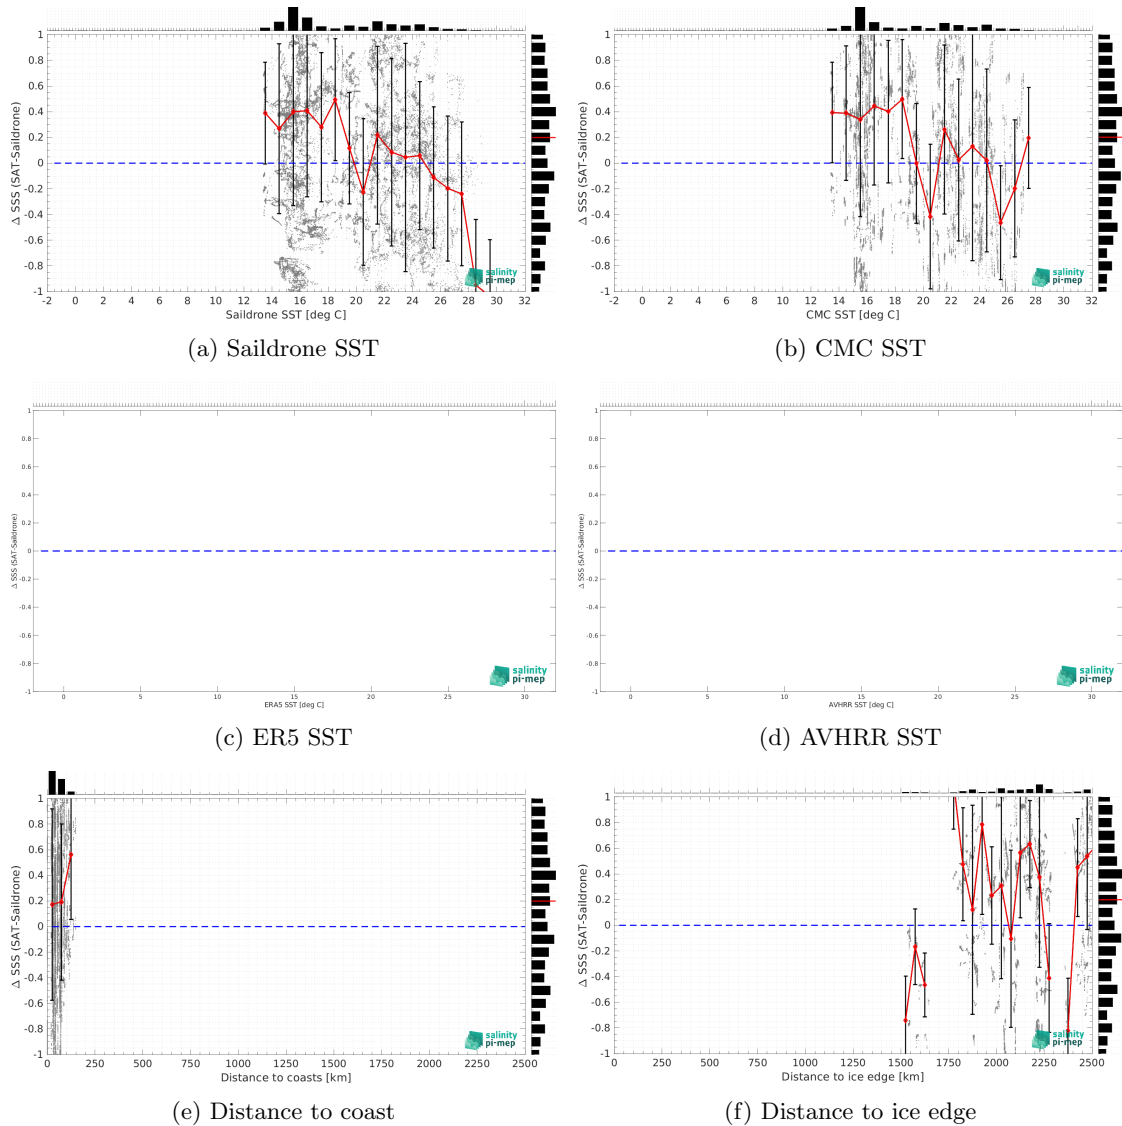 1
0.8
0.6
0.4
0.2
0
-0.2
-0.4
-0.6
-0.8
-1
Δ SSS (SAT-Saildrone)
-2 0 2 4 6 8 10 12 14 16 18 20 22 24 26 28 30 32
Saildrone SST [deg C]
salinity
pi-mep
(a) Saildrone SST
1
0.8
0.6
0.4
0.2
0
-0.2
-0.4
-0.6
-0.8
-1
Δ SSS (SAT-Saildrone)
-2 0 2 4 6 8 10 12 14 16 18 20 22 24 26 28 30 32
CMC SST [deg C]
salinity
pi-mep
(b) CMC SST
1
0.8
0.6
0.4
0.2
0
-0.2
-0.4
-0.6
-0.8
-1
Δ SSS (SAT-Saildrone)
0 5 10 15 20 25 30
ERA5 SST [deg C]
salinity
pi-mep
(c) ER5 SST
1
0.8
0.6
0.4
0.2
0
-0.2
-0.4
-0.6
-0.8
-1
Δ SSS (SAT-Saildrone)
0 5 10 15 20 25 30
AVHRR SST [deg C]
salinity
pi-mep
(d) AVHRR SST
1
0.8
0.6
0.4
0.2
0
-0.2
-0.4
-0.6
-0.8
-1
Δ SSS (SAT-Saildrone)
0 250 500 750 1000 1250 1500 1750 2000 2250 2500
Distance to coasts [km]
salinity
pi-mep
(e) Distance to coast
1
0.8
0.6
0.4
0.2
0
-0.2
-0.4
-0.6
-0.8
-1
Δ SSS (SAT-Saildrone)
0 250 500 750 1000 1250 1500 1750 2000 2250 2500
Distance to ice edge [km]
salinity
pi-mep
(f) Distance to ice edge